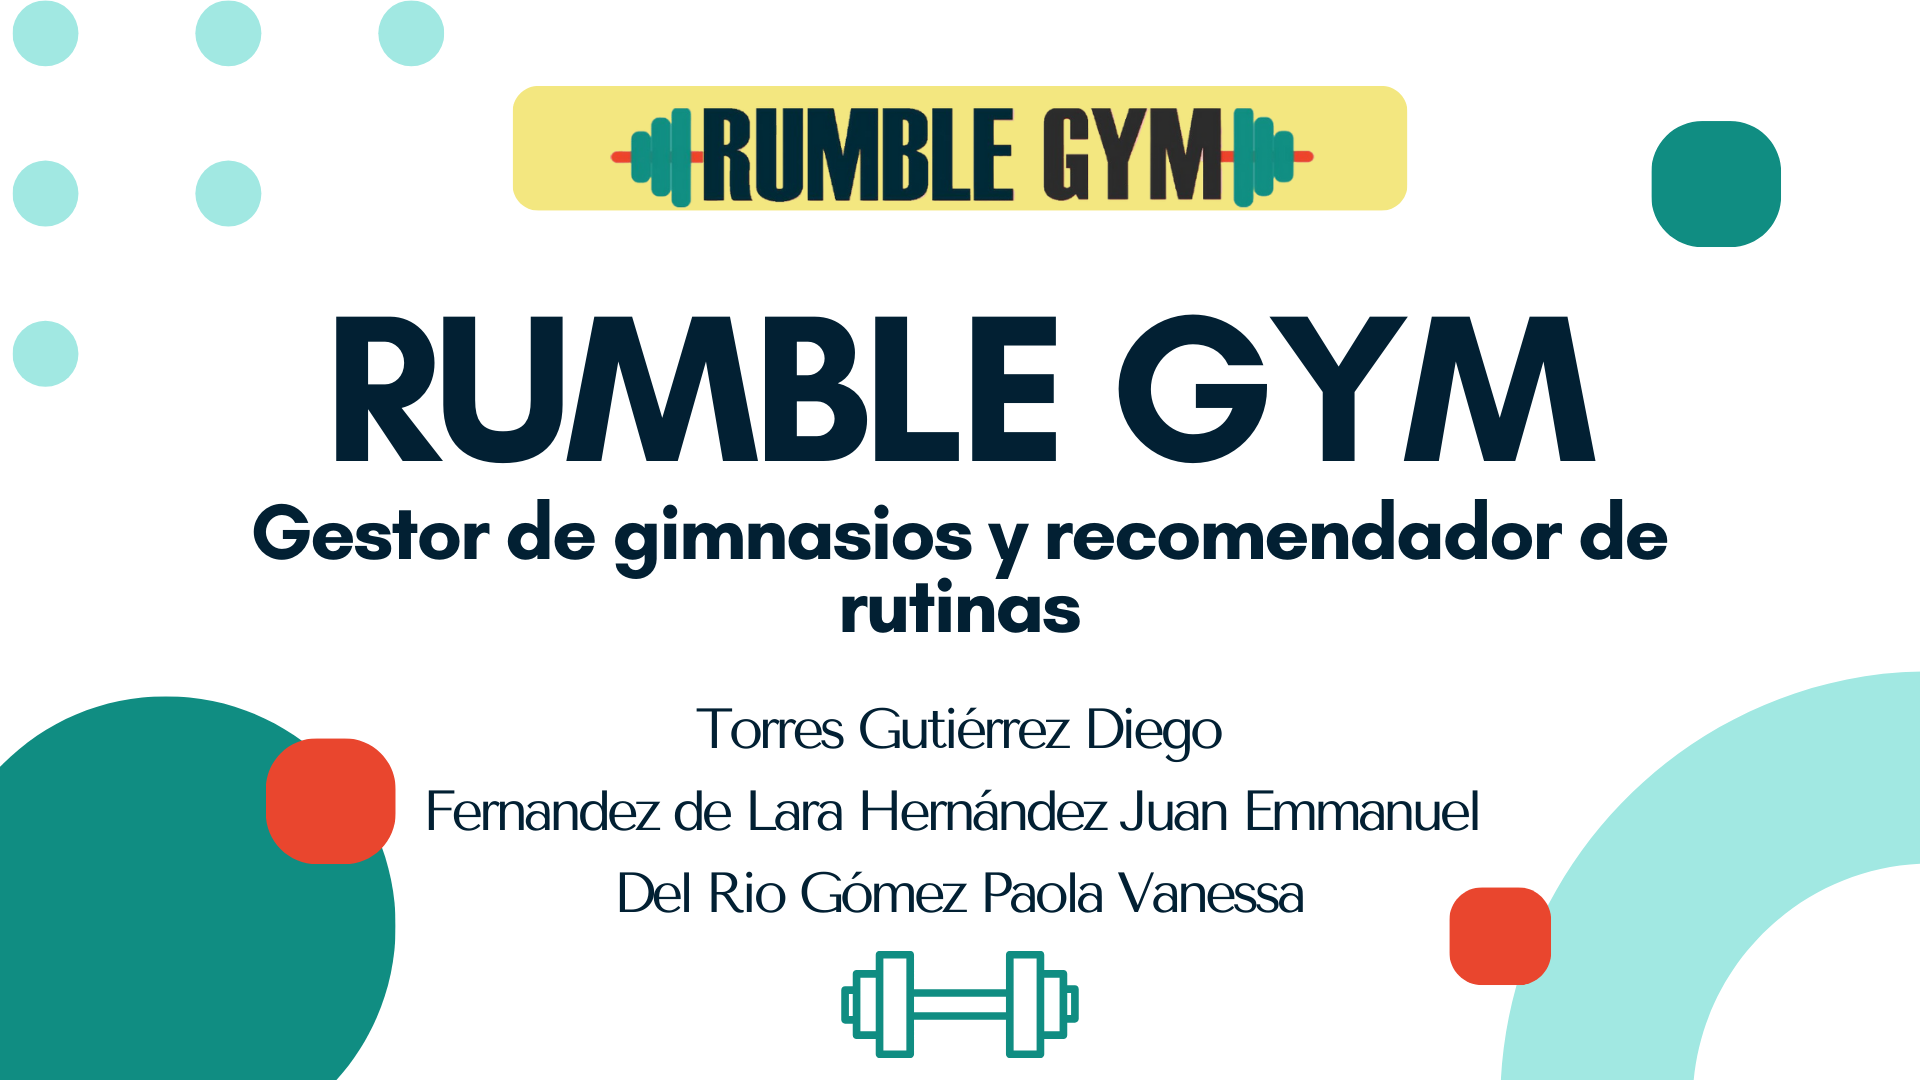 RUMBLE GYM
RUMBLE GYM
Gestor de gimnasios y recomendador de
rutinas
Torres Gutiérrez Diego
Fernandez de Lara Hernández Juan Emmanuel
Del Rio Gómez Paola Vanessa